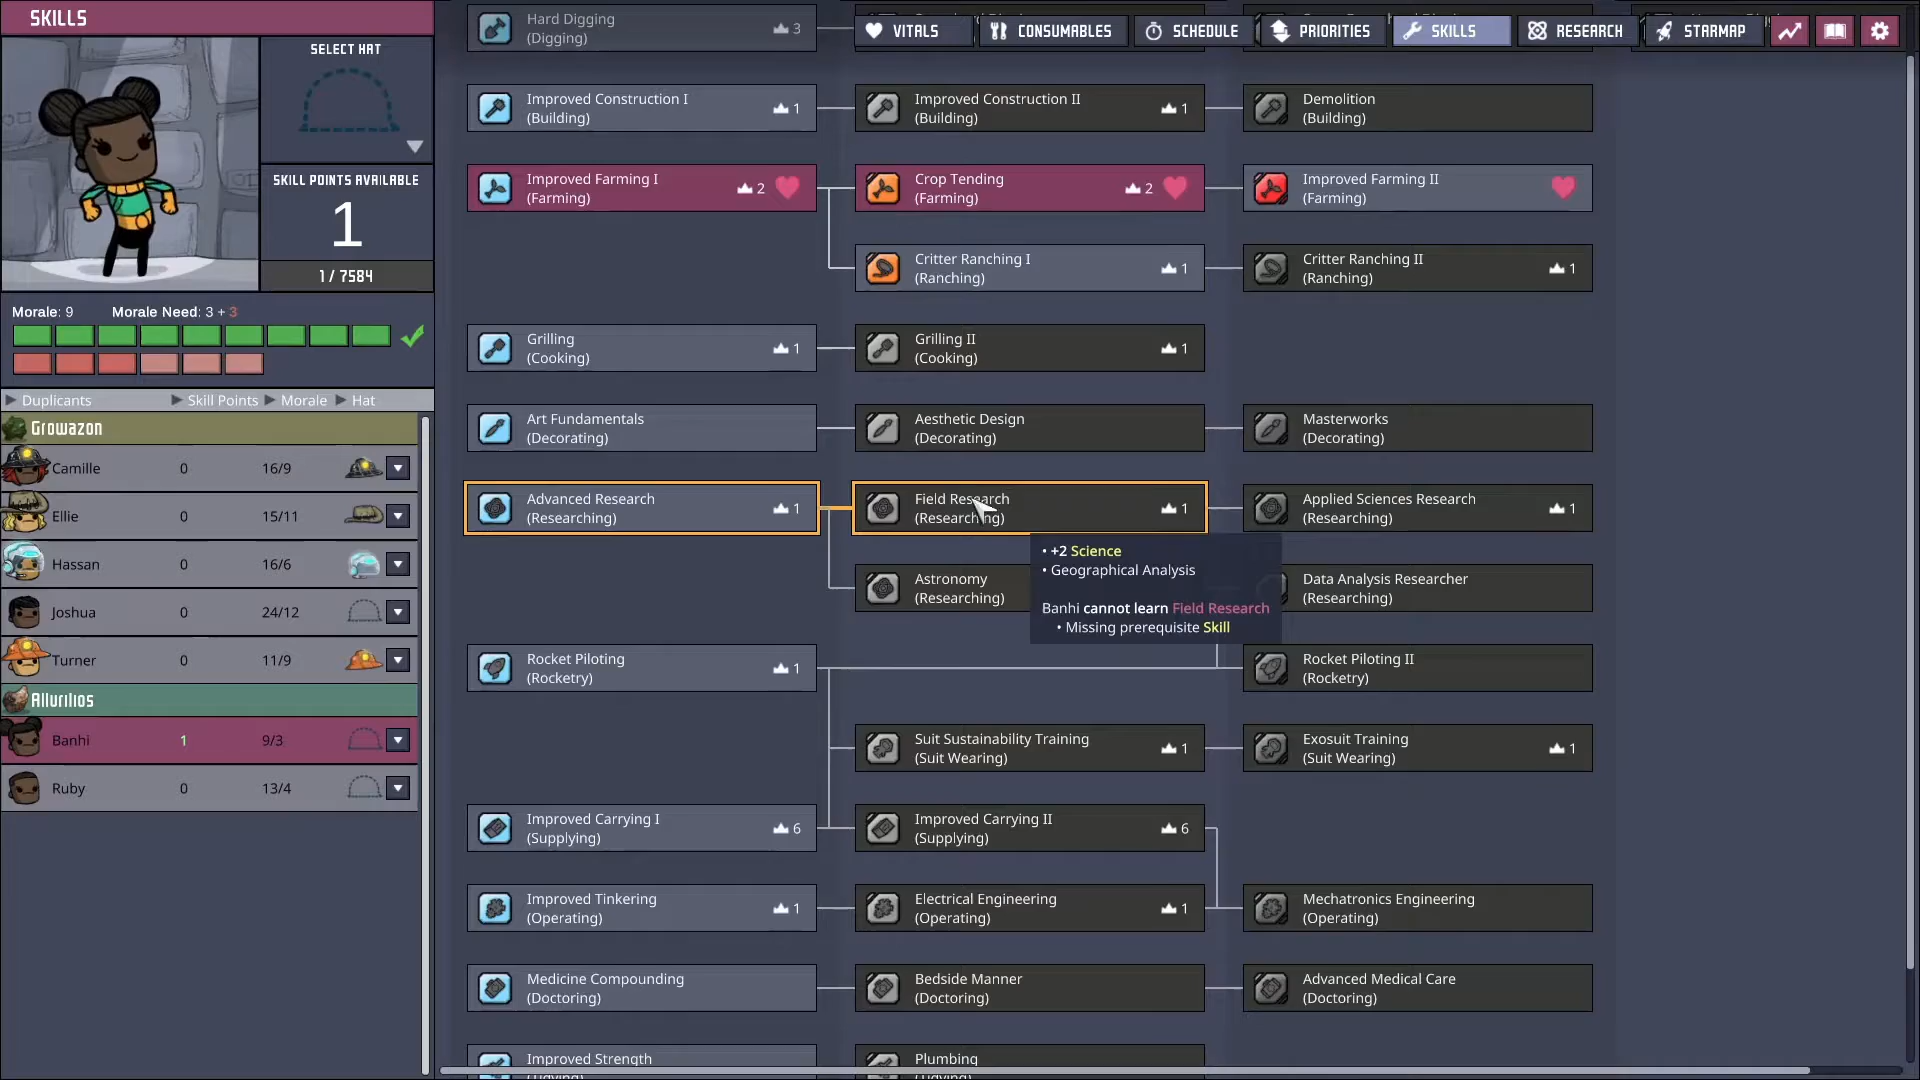 SKILLS
SELECT HAT
SKILL POINTS AVAILABLE
1
1 / 7584
Morale: 9
Morale Need: 3 + 3
Duplicants
Skill Points
Morale
Hat
Growazon
Camille 0 16/9
Ellie 0 15/11
Hassan 0 16/6
Joshua 0 24/12
Turner 0 11/9
Allurilios
Banhi 1 9/3
Ruby 0 13/4
VITALS
CONSUMABLES
SCHEDULE
PRIORITIES
SKILLS
RESEARCH
STARMAP
Hard Digging
(Digging)
3
Improved Construction I
(Building)
1
Improved Construction II
(Building)
1
Demolition
(Building)
Improved Farming I
(Farming)
2
Crop Tending
(Farming)
2
Improved Farming II
(Farming)
Critter Ranching I
(Ranching)
1
Critter Ranching II
(Ranching)
1
Grilling
(Cooking)
1
Grilling II
(Cooking)
1
Art Fundamentals
(Decorating)
Aesthetic Design
(Decorating)
Masterworks
(Decorating)
Advanced Research
(Researching)
1
Field Research
(Researching)
1
Applied Sciences Research
(Researching)
1
• +2 Science
• Geographical Analysis
Banhi cannot learn Field Research
• Missing prerequisite Skill
Astronomy
(Researching)
Data Analysis Researcher
(Researching)
Rocket Piloting
(Rocketry)
1
Rocket Piloting II
(Rocketry)
Suit Sustainability Training
(Suit Wearing)
1
Exosuit Training
(Suit Wearing)
1
Improved Carrying I
(Supplying)
6
Improved Carrying II
(Supplying)
6
Improved Tinkering
(Operating)
1
Electrical Engineering
(Operating)
1
Mechatronics Engineering
(Operating)
Medicine Compounding
(Doctoring)
Bedside Manner
(Doctoring)
Advanced Medical Care
(Doctoring)
Improved Strength
Plumbing